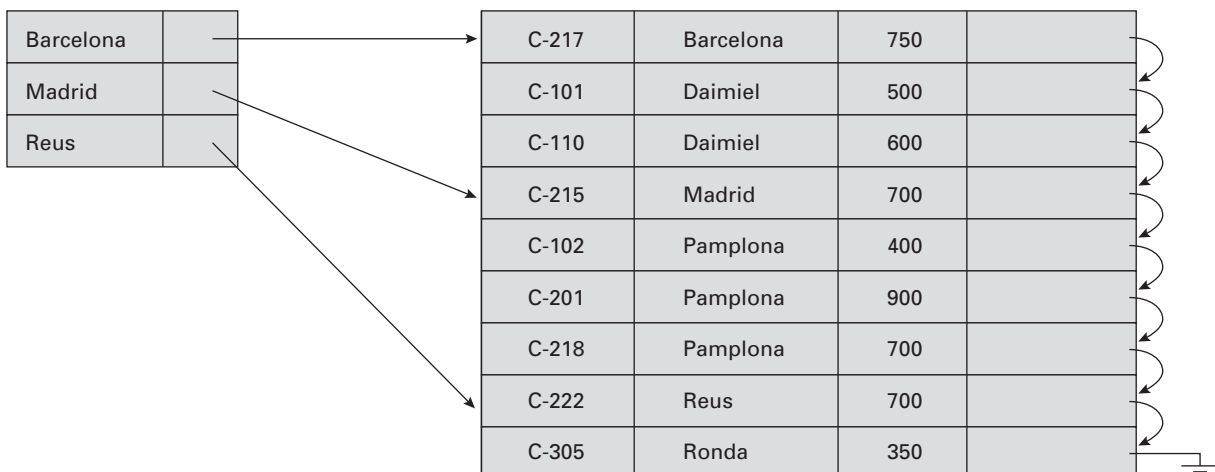 Barcelona
Madrid
Reus
C-217 Barcelona 750
C-101 Daimiel 500
C-110 Daimiel 600
C-215 Madrid 700
C-102 Pamplona 400
C-201 Pamplona 900
C-218 Pamplona 700
C-222 Reus 700
C-305 Ronda 350